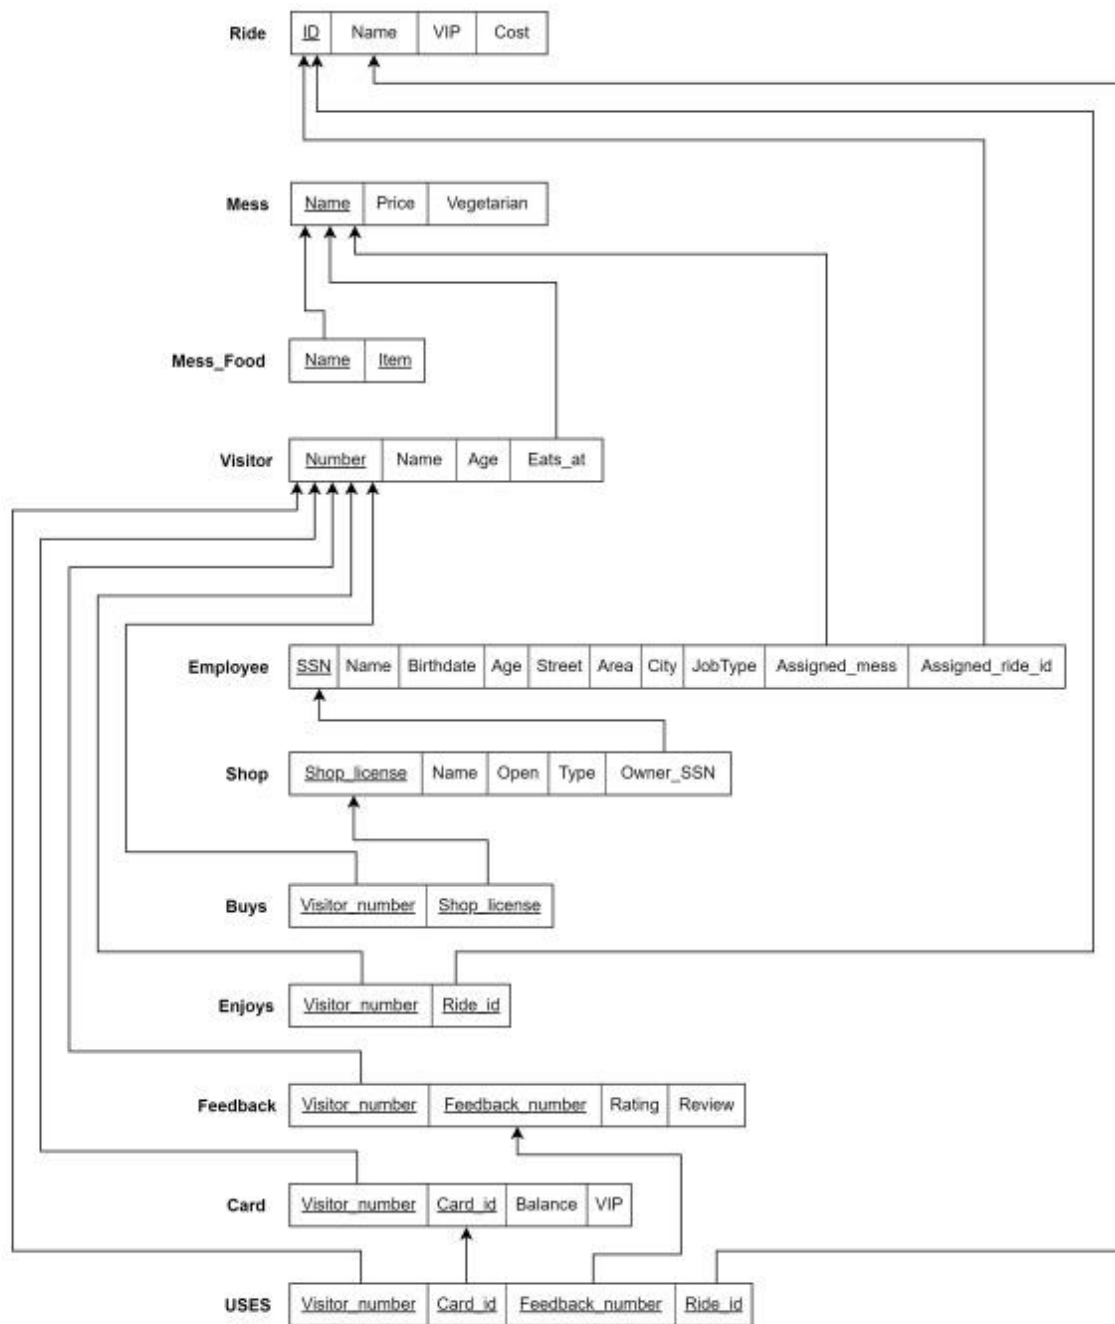 Ride ID Name VIP Cost
Mess Name Price Vegetarian
Mess_Food Name Item
Visitor Number Name Age Eats_at
Employee SSN Name Birthdate Age Street Area City JobType Assigned_mess Assigned_ride_id
Shop Shop_license Name Open Type Owner_SSN
Buys Visitor_number Shop_license
Enjoys Visitor_number Ride_id
Feedback Visitor_number Feedback_number Rating Review
Card Visitor_number Card_id Balance VIP
USES Visitor_number Card_id Feedback_number Ride_id